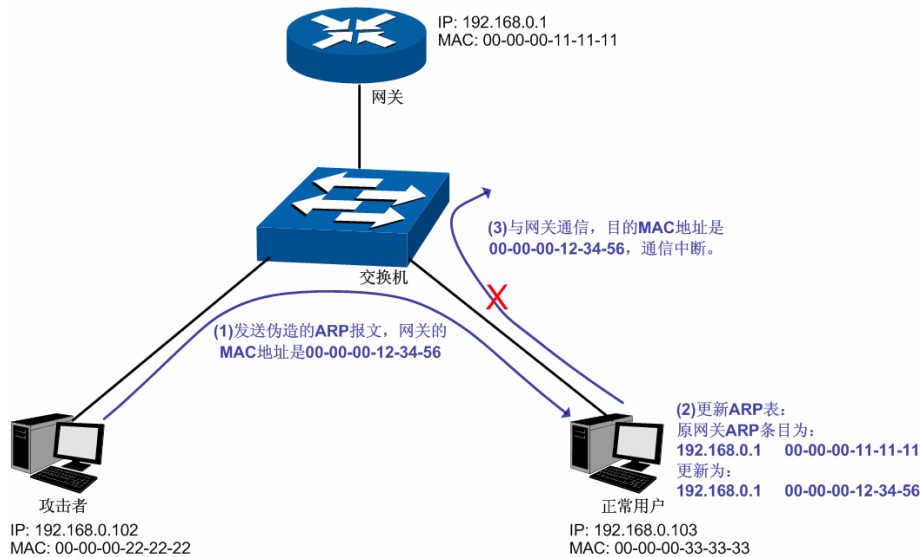 IP: 192.168.0.1
MAC: 00-00-00-11-11-11
网关
(3)与网关通信，目的MAC地址是
00-00-00-12-34-56，通信中断。
交换机
(1)发送伪造的ARP报文，网关的
MAC地址是00-00-00-12-34-56
(2)更新ARP表：
原网关ARP条目为：
192.168.0.1 00-00-00-11-11-11
更新为：
192.168.0.1 00-00-00-12-34-56
攻击者
IP: 192.168.0.102
MAC: 00-00-00-22-22-22
正常用户
IP: 192.168.0.103
MAC: 00-00-00-33-33-33